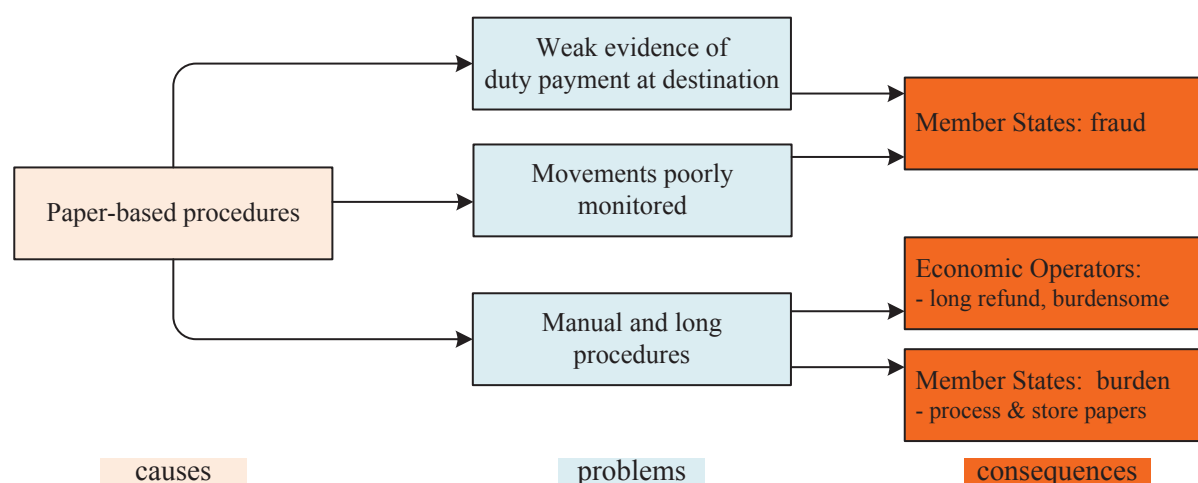 Weak evidence of
duty payment at destination
Member States: fraud
Paper-based procedures
Movements poorly
monitored
Economic Operators:
- long refund, burdensome
Manual and long
procedures
Member States:  burden
- process & store papers
causes
problems
consequences